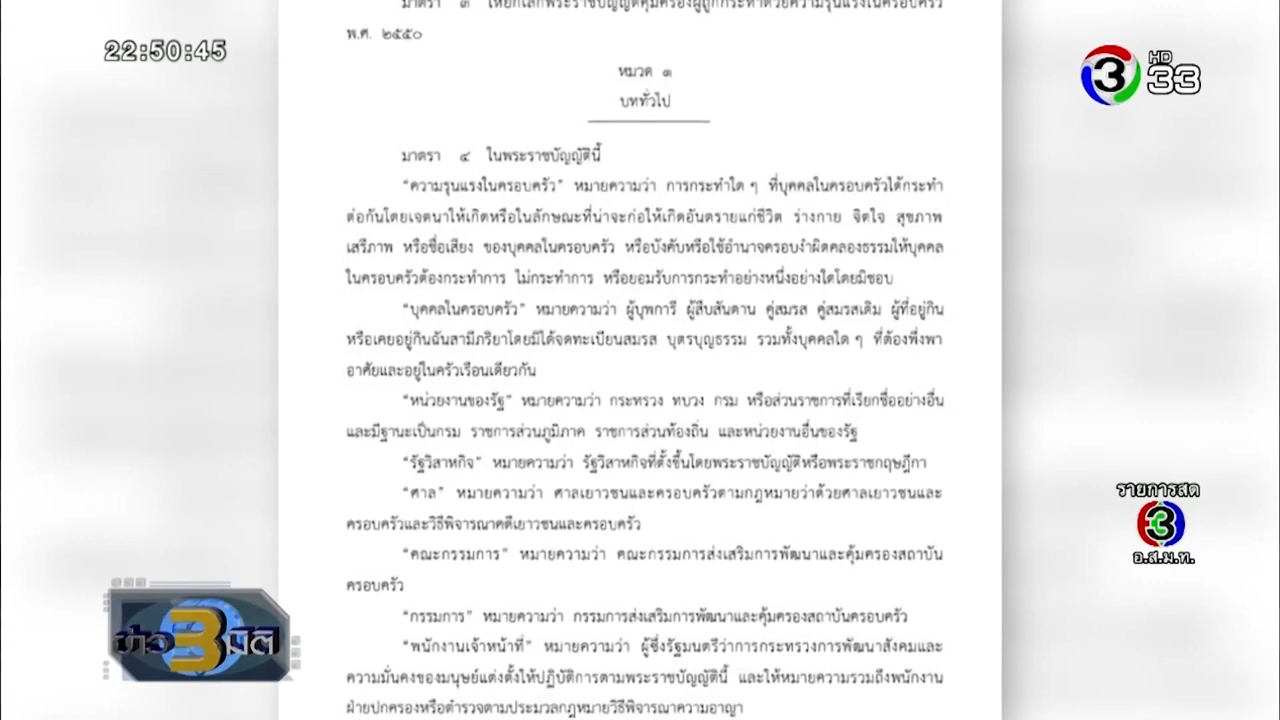 มาตรา ๓ ให้ยกเลิกพระราชบัญญัติคุ้มครองผู้ถูกกระทำด้วยความรุนแรงในครอบครัว
พ.ศ. ๒๕๕๐
22:50:45
3 HD 33
หมวด ๑
บททั่วไป
มาตรา ๔ ในพระราชบัญญัตินี้
“ความรุนแรงในครอบครัว” หมายความว่า การกระทำใด ๆ ที่บุคคลในครอบครัวได้กระทำ
ต่อกันโดยเจตนาให้เกิดหรือในลักษณะที่น่าจะก่อให้เกิดอันตรายแก่ชีวิต ร่างกาย จิตใจ สุขภาพ
เสรีภาพ หรือชื่อเสียง ของบุคคลในครอบครัว หรือบังคับหรือใช้อำนาจครอบงำผิดคลองธรรมให้บุคคล
ในครอบครัวต้องกระทำการ ไม่กระทำการ หรือยอมรับการกระทำอย่างหนึ่งอย่างใดโดยมิชอบ
“บุคคลในครอบครัว” หมายความว่า ผู้บุพการี ผู้สืบสันดาน คู่สมรส คู่สมรสเดิม ผู้ที่อยู่กิน
หรือเคยอยู่กินฉันสามีภริยาโดยมิได้จดทะเบียนสมรส บุตรบุญธรรม รวมทั้งบุคคลใด ๆ ที่ต้องพึ่งพา
อาศัยและอยู่ในครัวเรือนเดียวกัน
“หน่วยงานของรัฐ” หมายความว่า กระทรวง ทบวง กรม หรือส่วนราชการที่เรียกชื่ออย่างอื่น
และมีฐานะเป็นกรม ราชการส่วนภูมิภาค ราชการส่วนท้องถิ่น และหน่วยงานอื่นของรัฐ
“รัฐวิสาหกิจ” หมายความว่า รัฐวิสาหกิจที่ตั้งขึ้นโดยพระราชบัญญัติหรือพระราชกฤษฎีกา
“ศาล” หมายความว่า ศาลเยาวชนและครอบครัวตามกฎหมายว่าด้วยศาลเยาวชนและ
ครอบครัวและวิธีพิจารณาคดีเยาวชนและครอบครัว
“คณะกรรมการ” หมายความว่า คณะกรรมการส่งเสริมการพัฒนาและคุ้มครองสถาบัน
ครอบครัว
“กรรมการ” หมายความว่า กรรมการส่งเสริมการพัฒนาและคุ้มครองสถาบันครอบครัว
“พนักงานเจ้าหน้าที่” หมายความว่า ผู้ซึ่งรัฐมนตรีว่าการกระทรวงการพัฒนาสังคมและ
ความมั่นคงของมนุษย์แต่งตั้งให้ปฏิบัติการตามพระราชบัญญัตินี้ และให้หมายความรวมถึงพนักงาน
ฝ่ายปกครองหรือตำรวจตามประมวลกฎหมายวิธีพิจารณาความอาญา
รายการสด
3
อ.ส.ม.ท.
ข่าว 3 มิติ